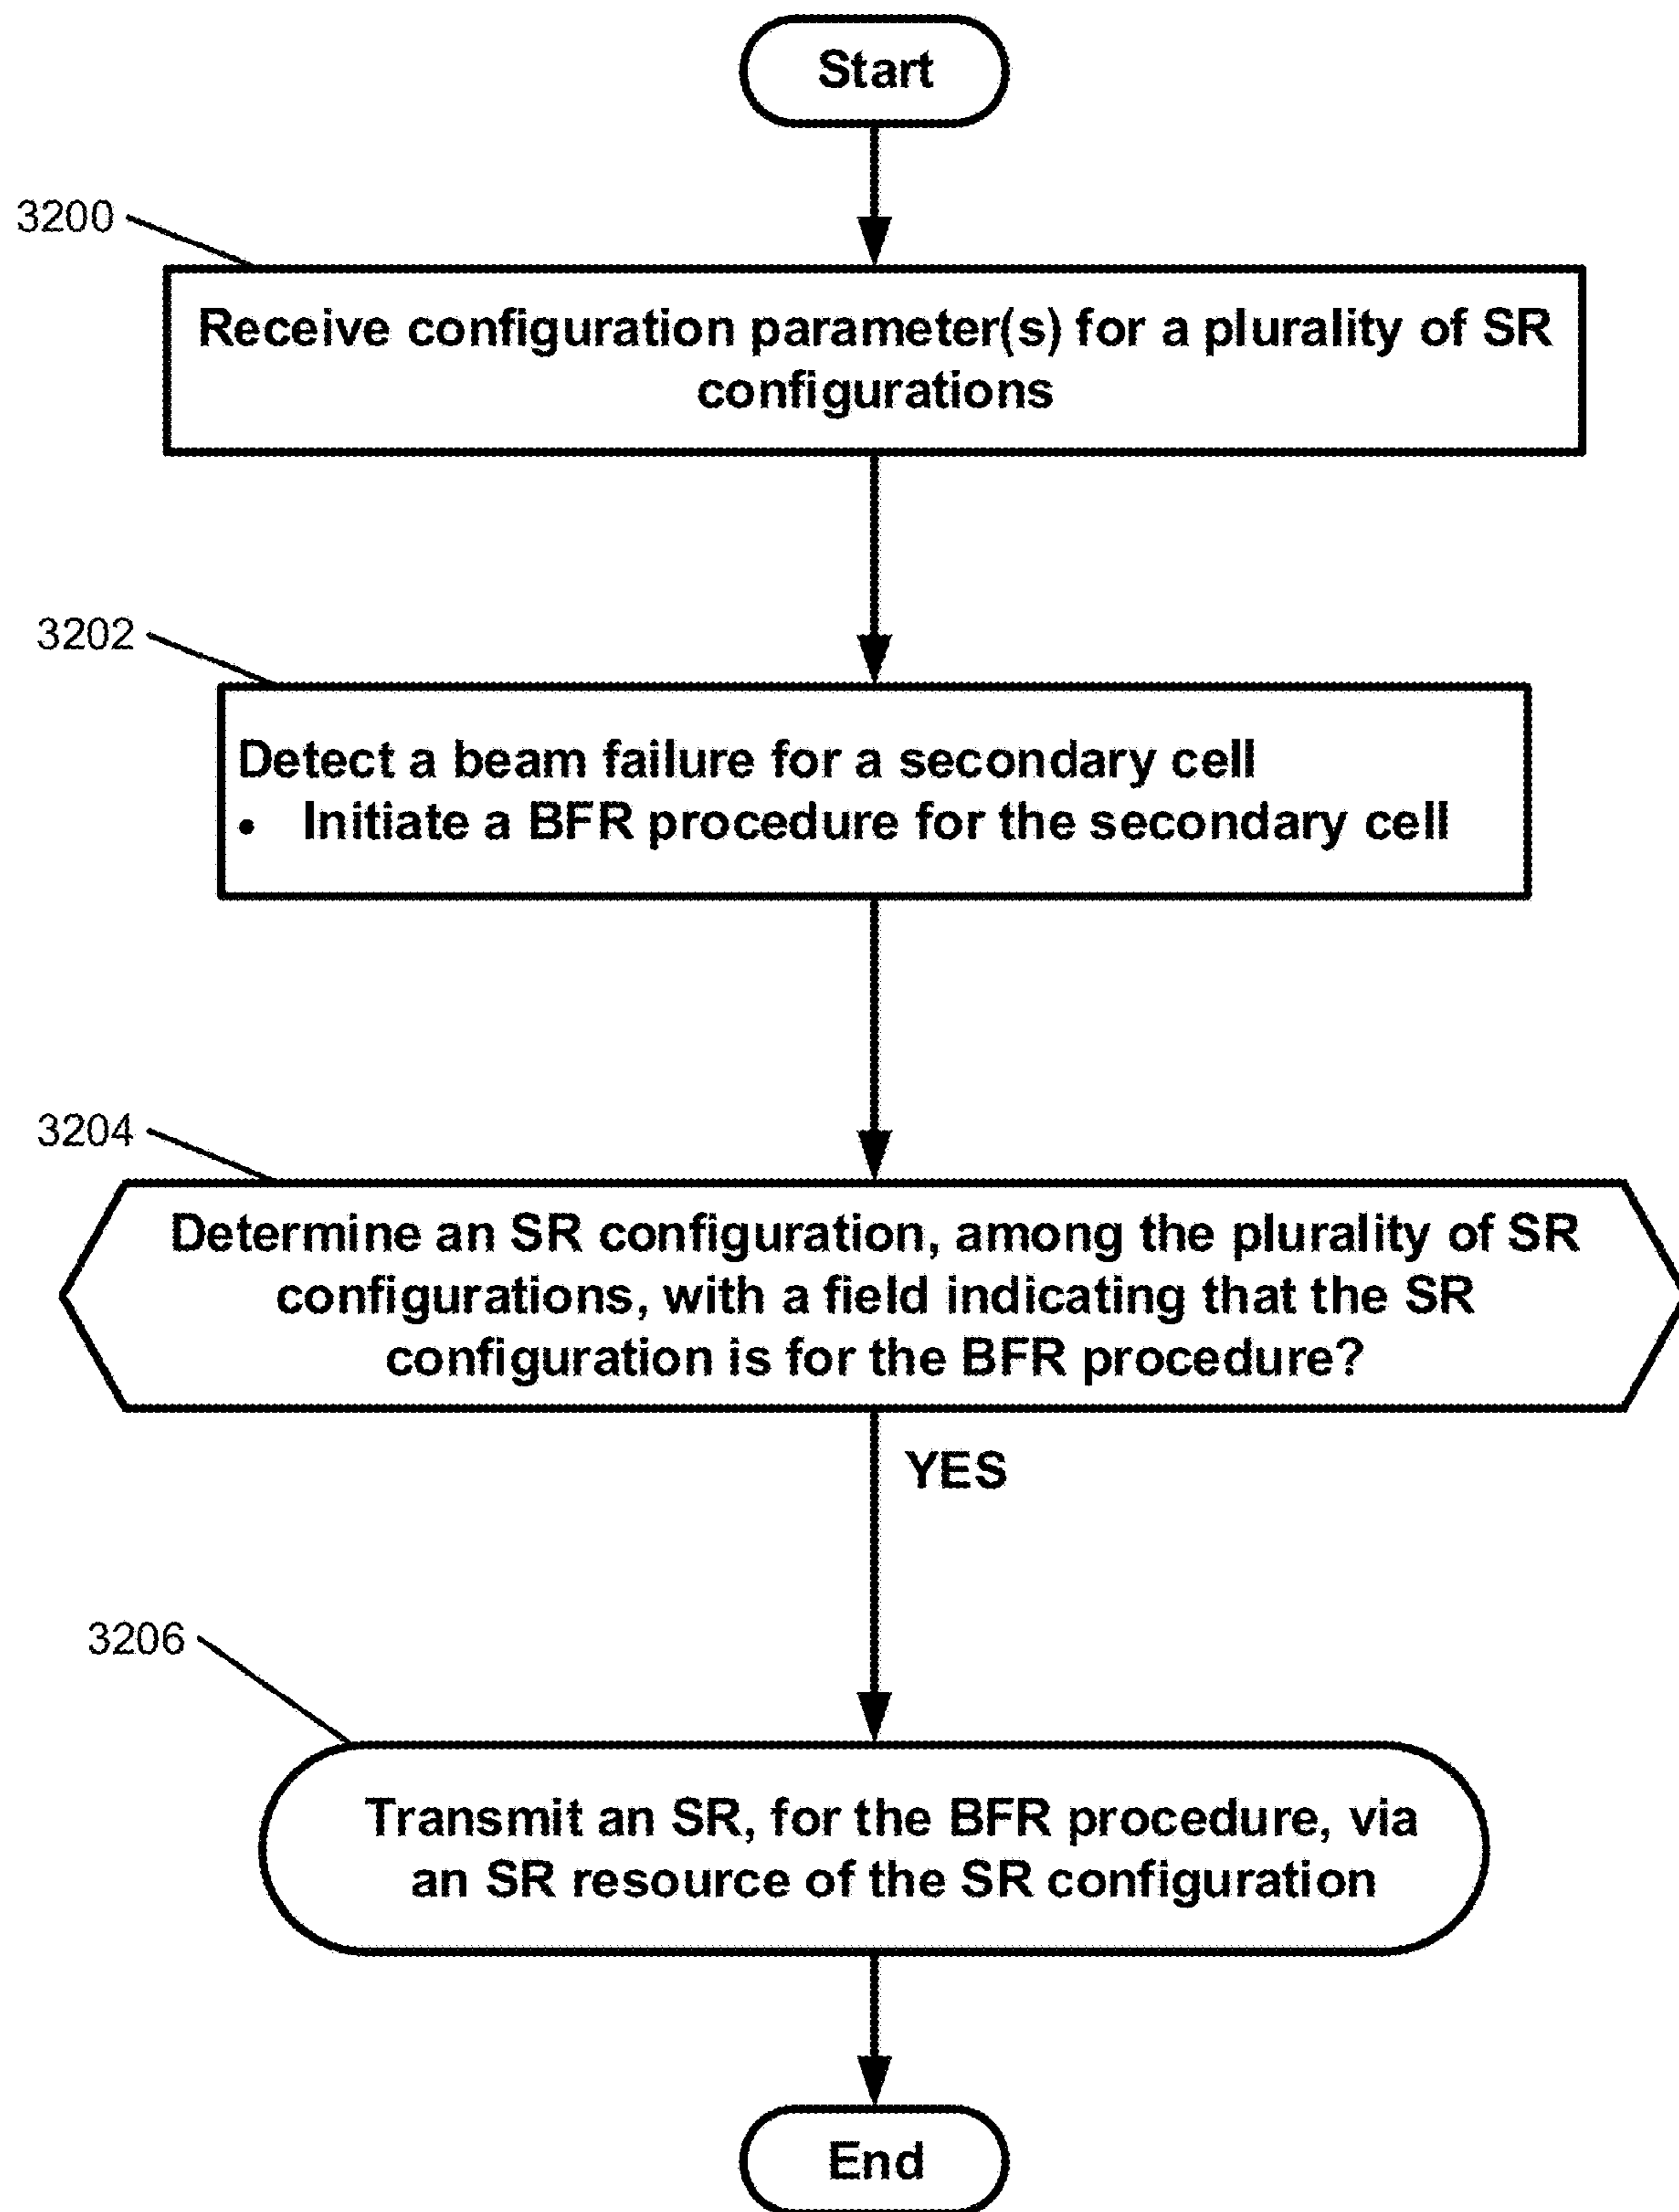 Start
3200
Receive configuration parameter(s) for a plurality of SR
configurations
3202
Detect a beam failure for a secondary cell
• Initiate a BFR procedure for the secondary cell
3204
Determine an SR configuration, among the plurality of SR
configurations, with a field indicating that the SR
configuration is for the BFR procedure?
YES
3206
Transmit an SR, for the BFR procedure, via
an SR resource of the SR configuration
End